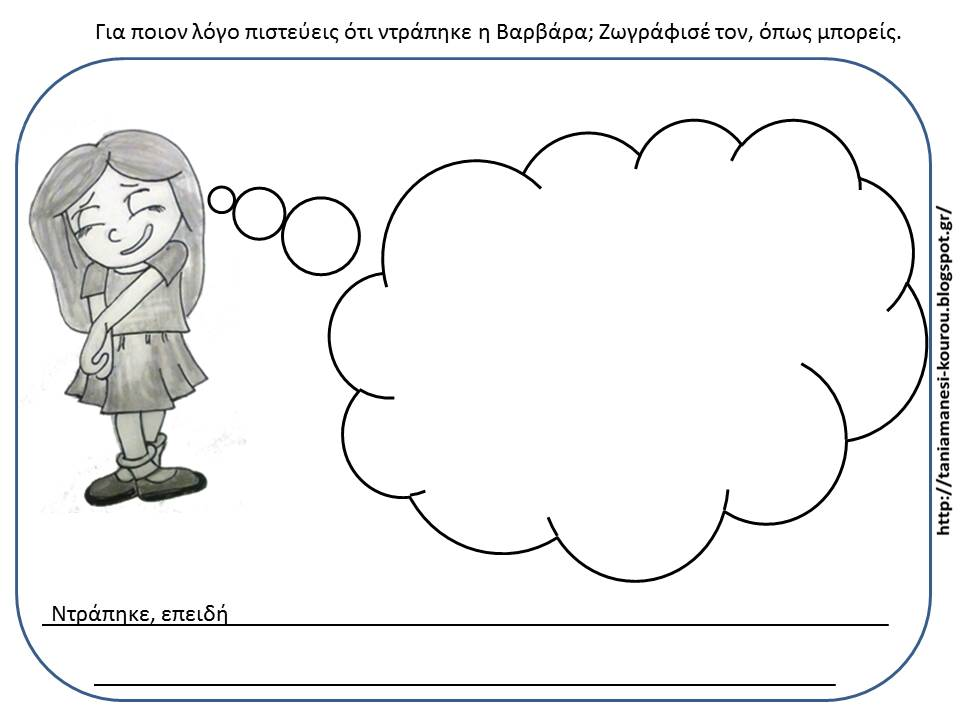 Για ποιον λόγο πιστεύεις ότι ντράπηκε η Βαρβάρα; Ζωγράφισέ τον, όπως μπορείς.
Ντράπηκε, επειδή
http://taniamanesi-kourou.blogspot.gr/